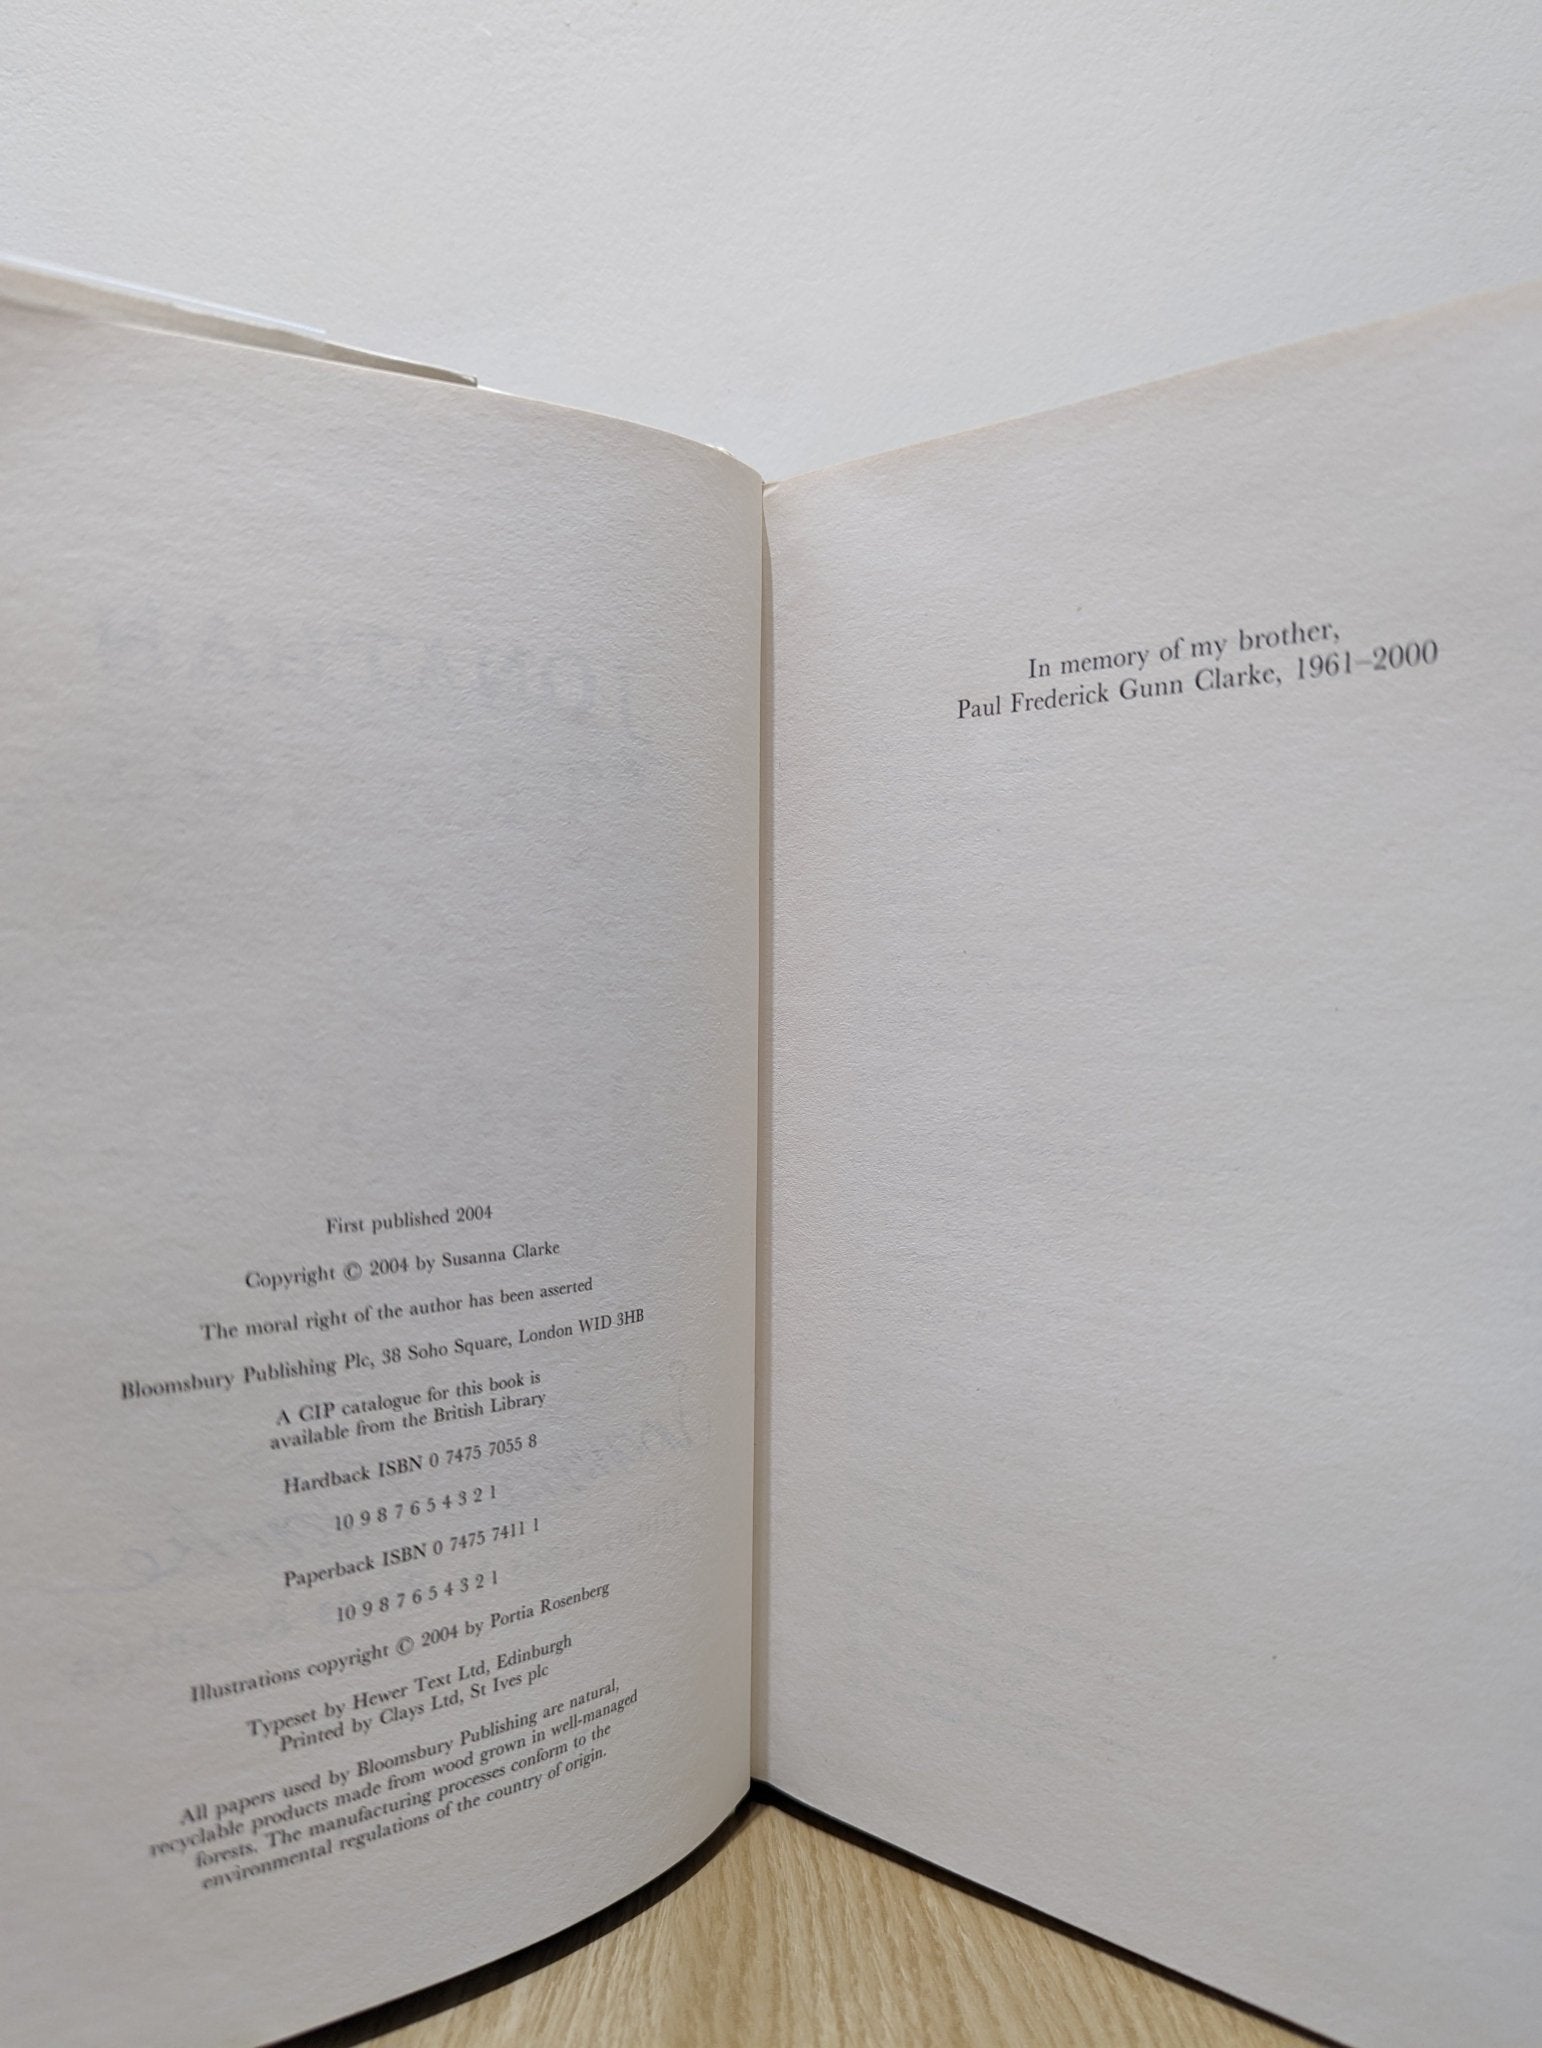 First published 2004
Copyright © 2004 by Susanna Clarke
The moral right of the author has been asserted
Bloomsbury Publishing Plc, 38 Soho Square, London W1D 3HB
A CIP catalogue for this book is
available from the British Library
Hardback ISBN 0 7475 7055 8
10 9 8 7 6 5 4 3 2 1
Paperback ISBN 0 7475 7411 1
10 9 8 7 6 5 4 3 2 1
Illustrations copyright © 2004 by Portia Rosenberg
Typeset by Hewer Text Ltd, Edinburgh
Printed by Clays Ltd, St Ives plc
All papers used by Bloomsbury Publishing are natural,
recyclable products made from wood grown in well-managed
forests. The manufacturing processes conform to the
environmental regulations of the country of origin.
In memory of my brother,
Paul Frederick Gunn Clarke, 1961–2000